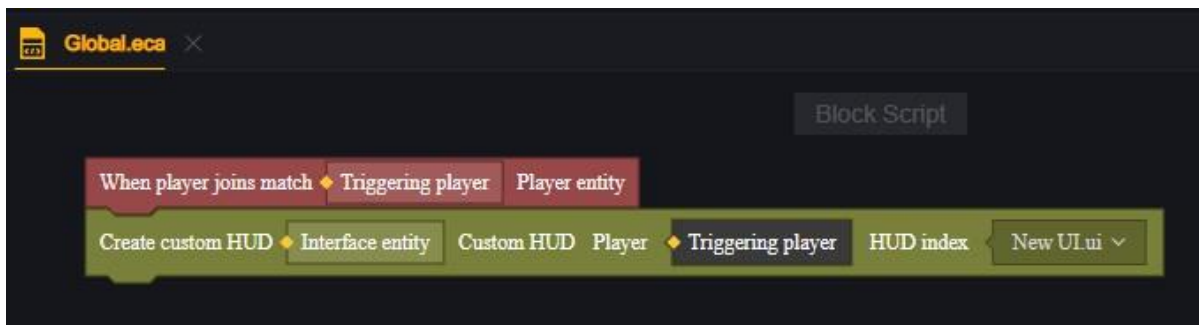 Global.eca
Block Script
When player joins match Triggering player Player entity
Create custom HUD Interface entity Custom HUD Player Triggering player HUD index New UI.ui